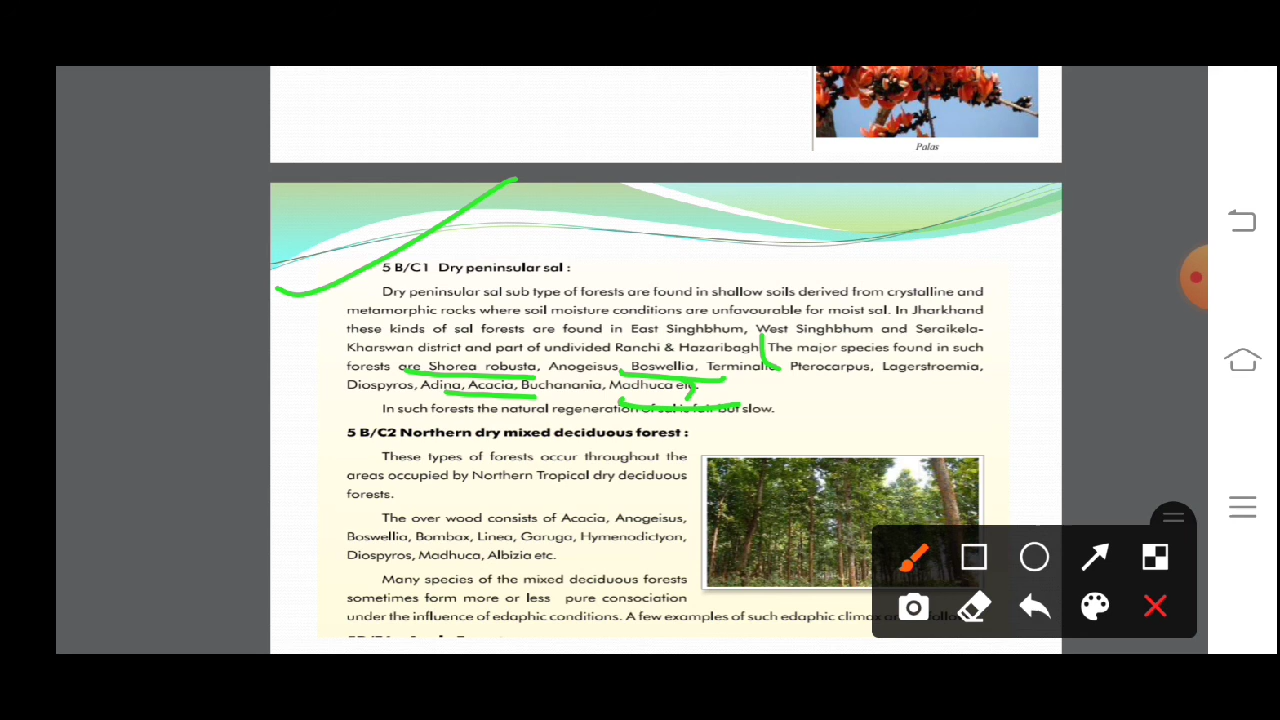 Palas
5 B/C1 Dry peninsular sal :
Dry peninsular sal sub type of forests are found in shallow soils derived from crystalline and
metamorphic rocks where soil moisture conditions are unfavourable for moist sal. In Jharkhand
these kinds of sal forests are found in East Singhbhum, West Singhbhum and Seraikela-
Kharswan district and part of undivided Ranchi & Hazaribagh. The major species found in such
forests are Shorea robusta, Anogeisus, Boswellia, Terminalia, Pterocarpus, Lagerstroemia,
Diospyros, Adina, Acacia, Buchanania, Madhuca etc.
In such forests the natural regeneration of sal is fair but slow.
5 B/C2 Northern dry mixed deciduous forest :
These types of forests occur throughout the
areas occupied by Northern Tropical dry deciduous
forests.
The over wood consists of Acacia, Anogeisus,
Boswellia, Bombax, Linea, Garuga, Hymenodictyon,
Diospyros, Madhuca, Albizia etc.
Many species of the mixed deciduous forests
sometimes form more or less pure consociation
under the influence of edaphic conditions. A few examples of such edaphic climax